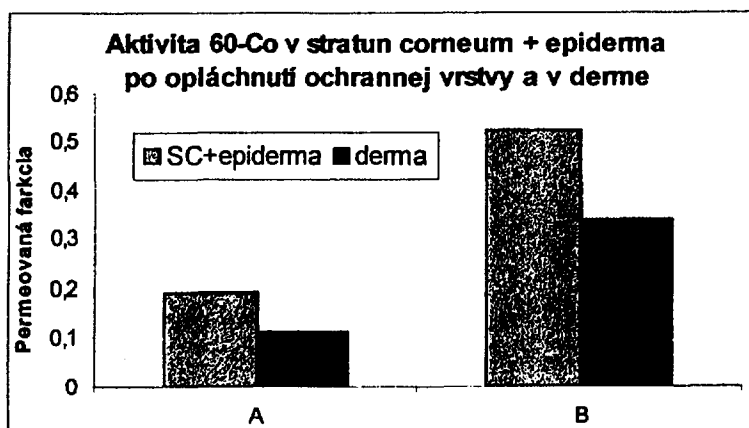 Aktivita 60-Co v stratun corneum + epiderma
po opláchnutí ochrannej vrstvy a v derme
Permeovaná farkcia
0,6
0,5
0,4
0,3
0,2
0,1
0
SC+epiderma derma
A B